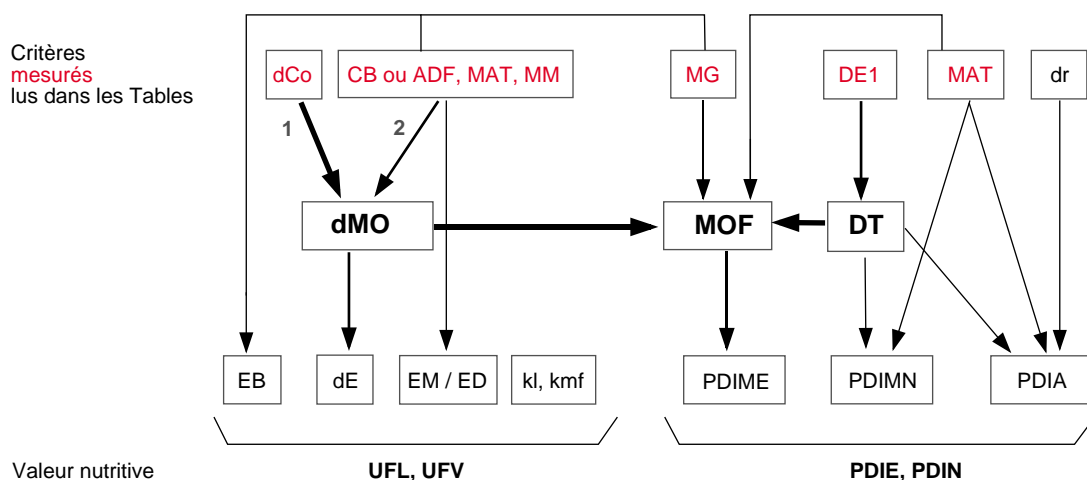 Critères
mesurés
lus dans les Tables
dCo
CB ou ADF, MAT, MM
MG
DE1
MAT
dr
1
2
dMO
MOF
DT
EB
dE
EM / ED
kl, kmf
PDIME
PDIMN
PDIA
Valeur nutritive
UFL, UFV
PDIE, PDIN